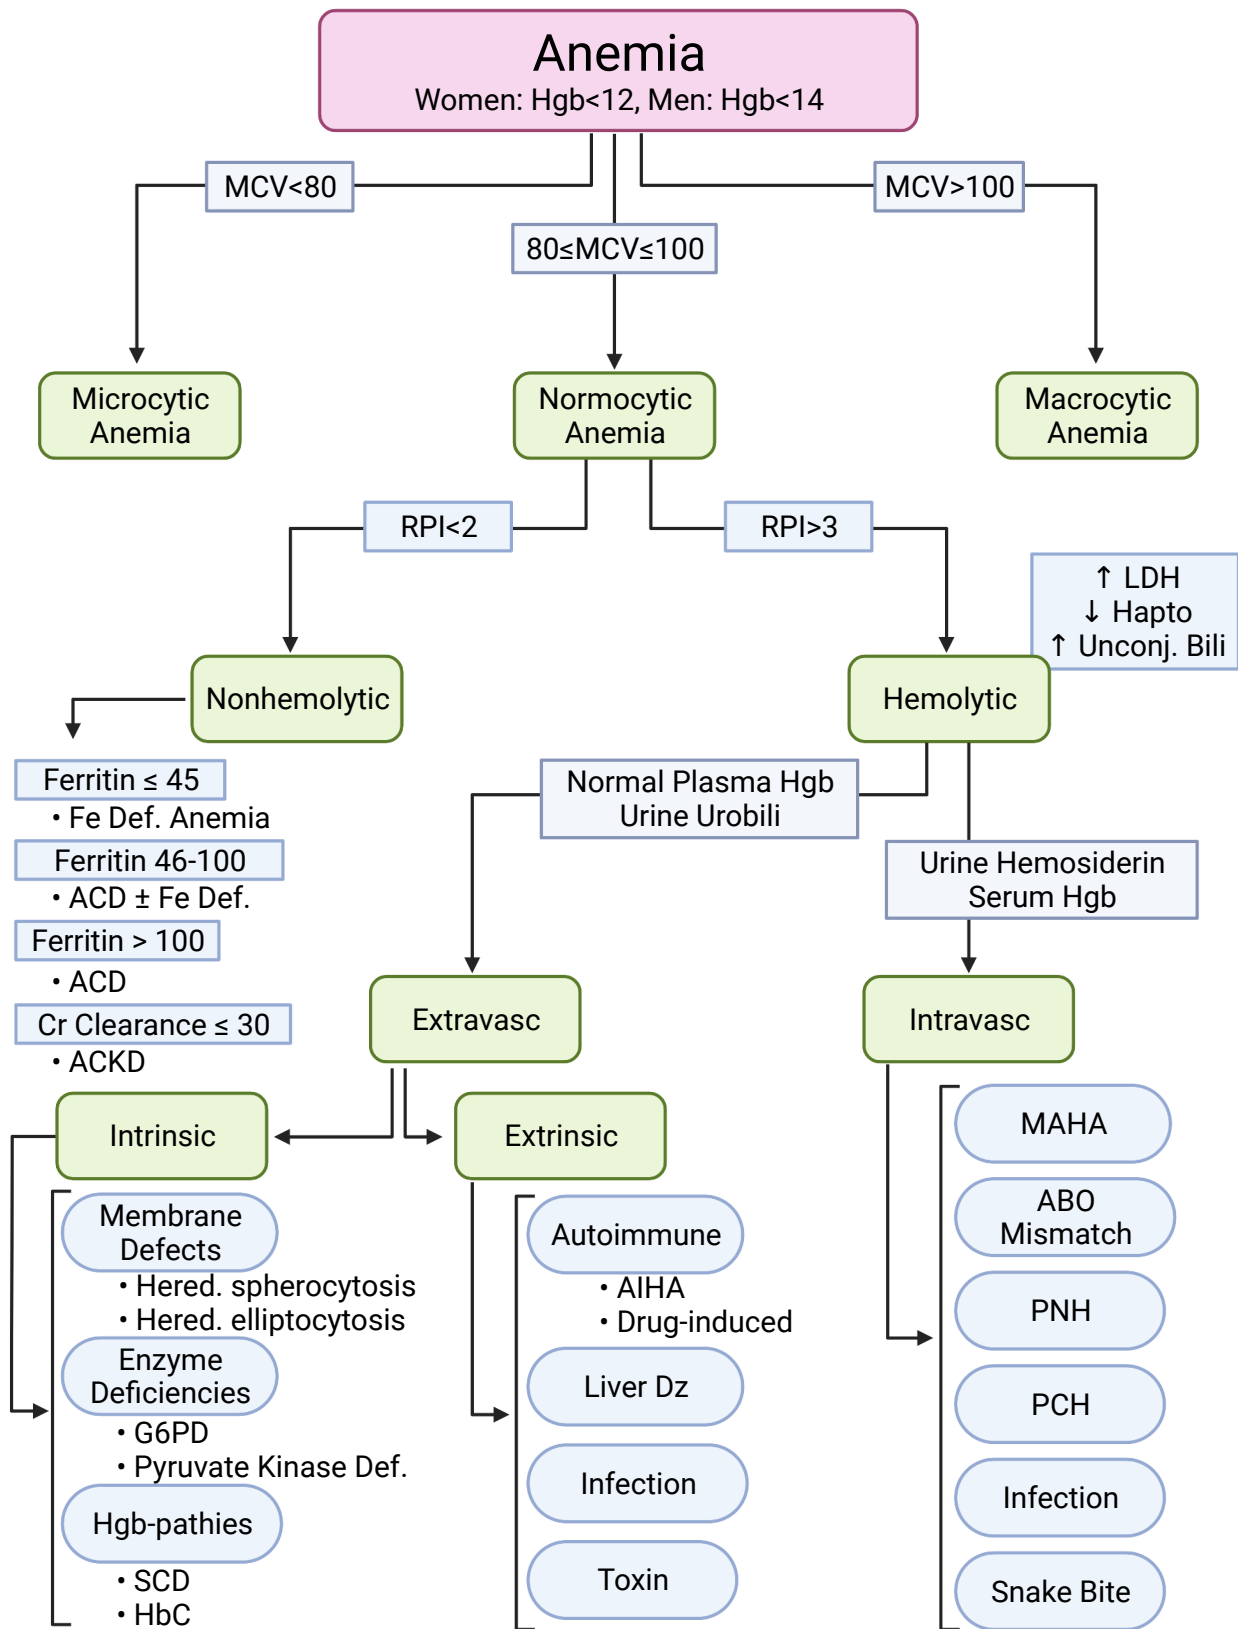 Anemia
Women: Hgb<12, Men: Hgb<14
MCV<80
MCV>100
80≤MCV≤100
Microcytic
Anemia
Normocytic
Anemia
Macrocytic
Anemia
RPI<2
RPI>3
↑ LDH
↓ Hapto
↑ Unconj. Bili
Nonhemolytic
Hemolytic
Ferritin ≤ 45
• Fe Def. Anemia
Ferritin 46-100
• ACD ± Fe Def.
Ferritin > 100
• ACD
Cr Clearance ≤ 30
• ACKD
Normal Plasma Hgb
Urine Urobili
Urine Hemosiderin
Serum Hgb
Extravasc
Intravasc
Intrinsic
Extrinsic
Membrane
Defects
• Hered. spherocytosis
• Hered. elliptocytosis
Enzyme
Deficiencies
• G6PD
• Pyruvate Kinase Def.
Hgb-pathies
• SCD
• HbC
Autoimmune
• AIHA
• Drug-induced
Liver Dz
Infection
Toxin
MAHA
ABO
Mismatch
PNH
PCH
Infection
Snake Bite